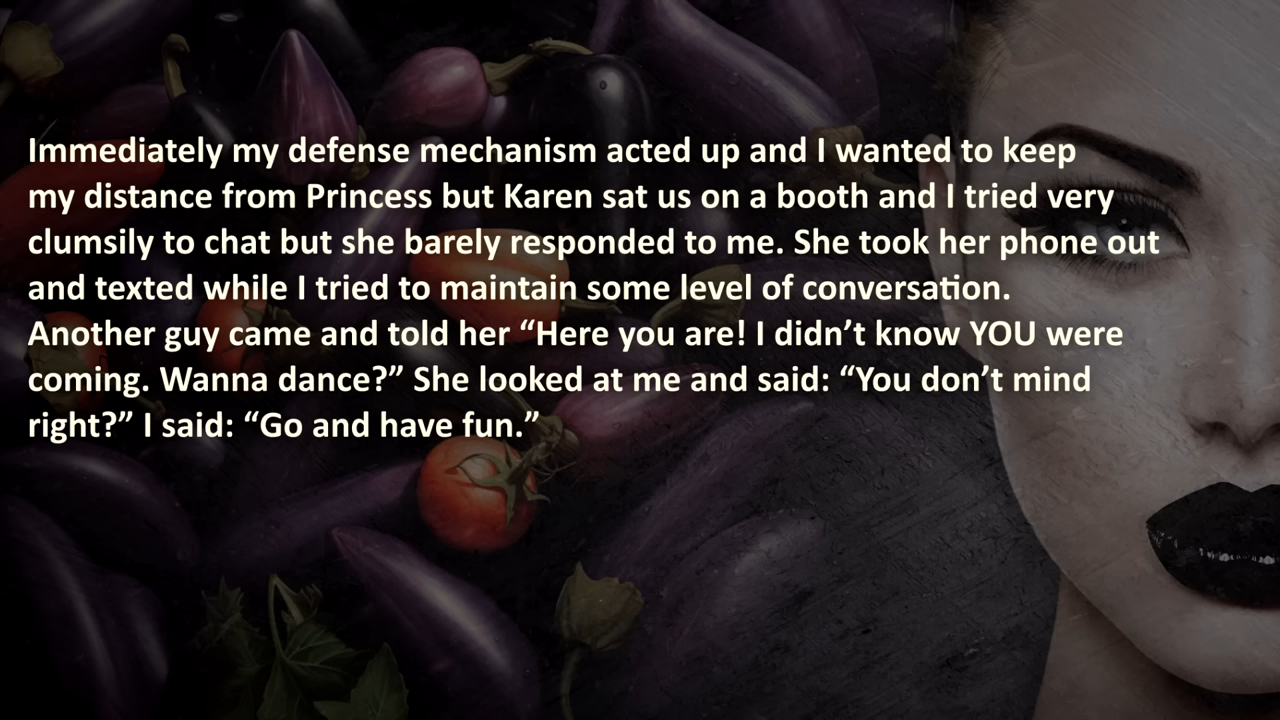 Immediately my defense mechanism acted up and I wanted to keep
my distance from Princess but Karen sat us on a booth and I tried very
clumsily to chat but she barely responded to me. She took her phone out
and texted while I tried to maintain some level of conversation.
Another guy came and told her “Here you are! I didn’t know YOU were
coming. Wanna dance?” She looked at me and said: “You don’t mind
right?” I said: “Go and have fun.”